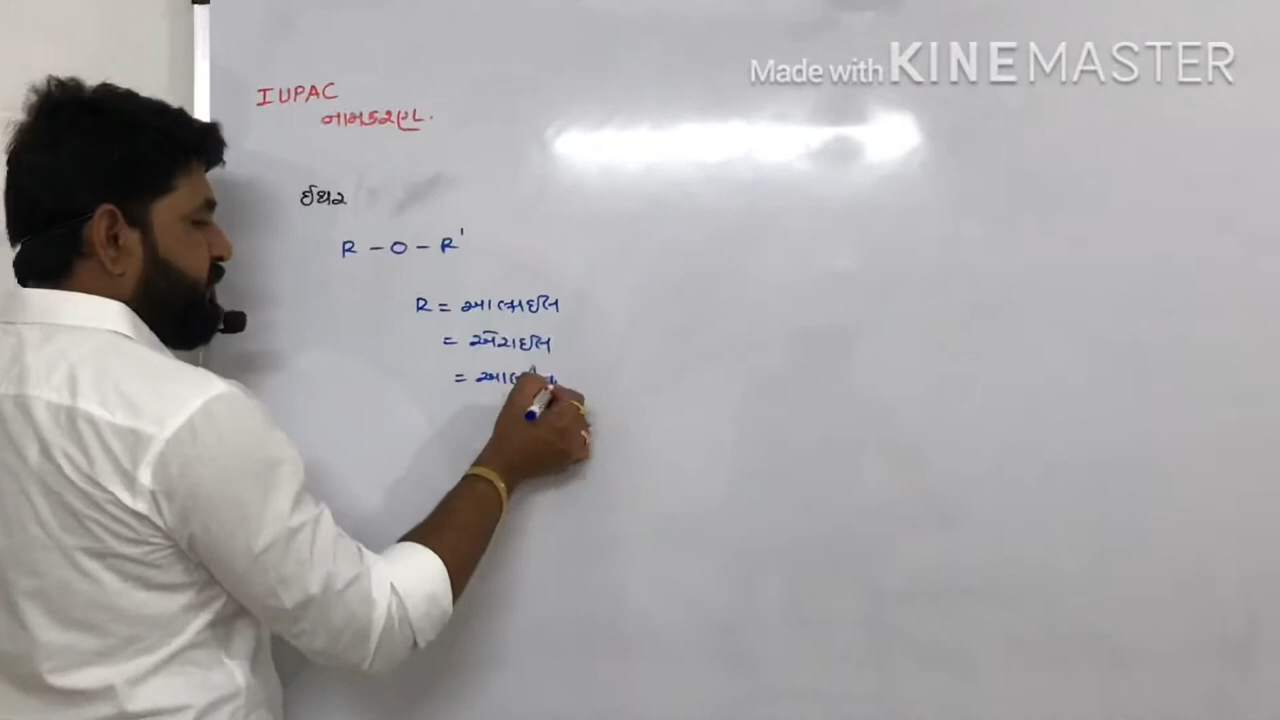 Made with KINEMASTER
IUPAC
નામકરણ.
ઈથર
R - O - R'
R = આલ્કાઈલ
= એરાઈલ
=